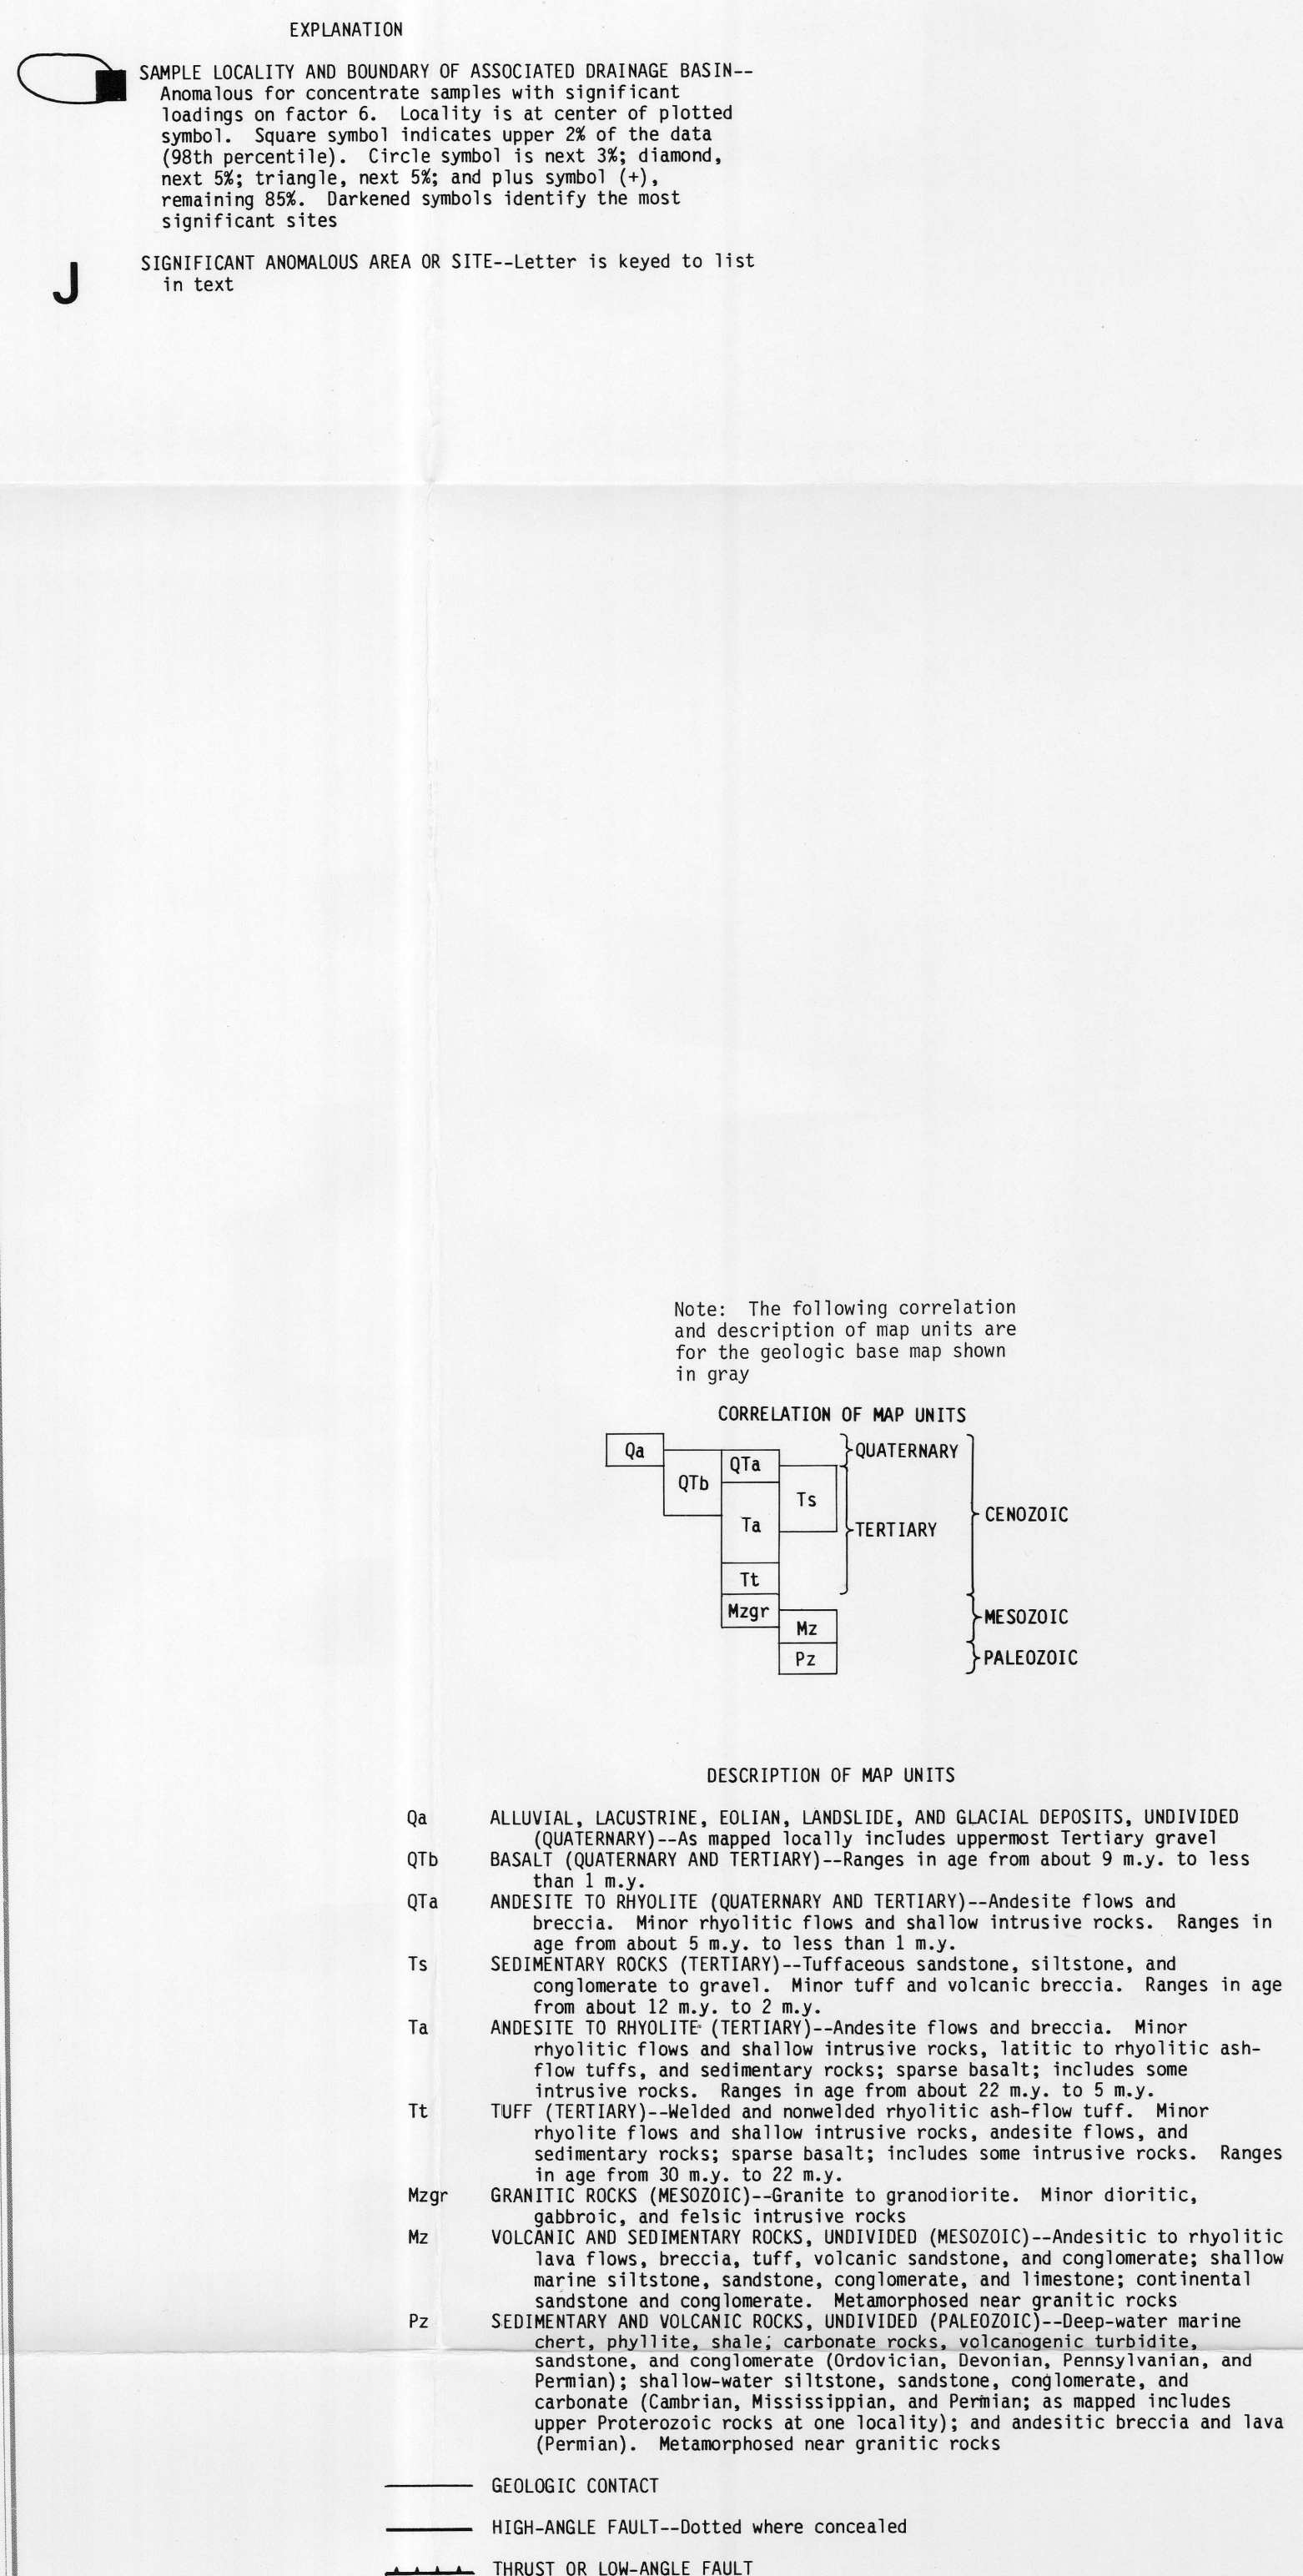 EXPLANATION
SAMPLE LOCALITY AND BOUNDARY OF ASSOCIATED DRAINAGE BASIN--
Anomalous for concentrate samples with significant
loadings on factor 6.  Locality is at center of plotted
symbol.  Square symbol indicates upper 2% of the data
(98th percentile).  Circle symbol is next 3%; diamond,
next 5%; triangle, next 5%; and plus symbol (+),
remaining 85%.  Darkened symbols identify the most
significant sites
J SIGNIFICANT ANOMALOUS AREA OR SITE--Letter is keyed to list
in text
Note:  The following correlation
and description of map units are
for the geologic base map shown
in gray
CORRELATION OF MAP UNITS
Qa
QTb
QTa
Ts
Ta
Tt
Mzgr
Mz
Pz
QUATERNARY
TERTIARY
CENOZOIC
MESOZOIC
PALEOZOIC
DESCRIPTION OF MAP UNITS
Qa ALLUVIAL, LACUSTRINE, EOLIAN, LANDSLIDE, AND GLACIAL DEPOSITS, UNDIVIDED
(QUATERNARY)--As mapped locally includes uppermost Tertiary gravel
QTb BASALT (QUATERNARY AND TERTIARY)--Ranges in age from about 9 m.y. to less
than 1 m.y.
QTa ANDESITE TO RHYOLITE (QUATERNARY AND TERTIARY)--Andesite flows and
breccia.  Minor rhyolitic flows and shallow intrusive rocks.  Ranges in
age from about 5 m.y. to less than 1 m.y.
Ts SEDIMENTARY ROCKS (TERTIARY)--Tuffaceous sandstone, siltstone, and
conglomerate to gravel.  Minor tuff and volcanic breccia.  Ranges in age
from about 12 m.y. to 2 m.y.
Ta ANDESITE TO RHYOLITE (TERTIARY)--Andesite flows and breccia.  Minor
rhyolitic flows and shallow intrusive rocks, latitic to rhyolitic ash-
flow tuffs, and sedimentary rocks; sparse basalt; includes some
intrusive rocks.  Ranges in age from about 22 m.y. to 5 m.y.
Tt TUFF (TERTIARY)--Welded and nonwelded rhyolitic ash-flow tuff.  Minor
rhyolite flows and shallow intrusive rocks, andesite flows, and
sedimentary rocks; sparse basalt; includes some intrusive rocks.  Ranges
in age from 30 m.y. to 22 m.y.
Mzgr GRANITIC ROCKS (MESOZOIC)--Granite to granodiorite.  Minor dioritic,
gabbroic, and felsic intrusive rocks
Mz VOLCANIC AND SEDIMENTARY ROCKS, UNDIVIDED (MESOZOIC)--Andesitic to rhyolitic
lava flows, breccia, tuff, volcanic sandstone, and conglomerate; shallow
marine siltstone, sandstone, conglomerate, and limestone; continental
sandstone and conglomerate.  Metamorphosed near granitic rocks
Pz SEDIMENTARY AND VOLCANIC ROCKS, UNDIVIDED (PALEOZOIC)--Deep-water marine
chert, phyllite, shale; carbonate rocks, volcanogenic turbidite,
sandstone, and conglomerate (Ordovician, Devonian, Pennsylvanian, and
Permian); shallow-water siltstone, sandstone, conglomerate, and
carbonate (Cambrian, Mississippian, and Permian; as mapped includes
upper Proterozoic rocks at one locality); and andesitic breccia and lava
(Permian).  Metamorphosed near granitic rocks
GEOLOGIC CONTACT
HIGH-ANGLE FAULT--Dotted where concealed
THRUST OR LOW-ANGLE FAULT